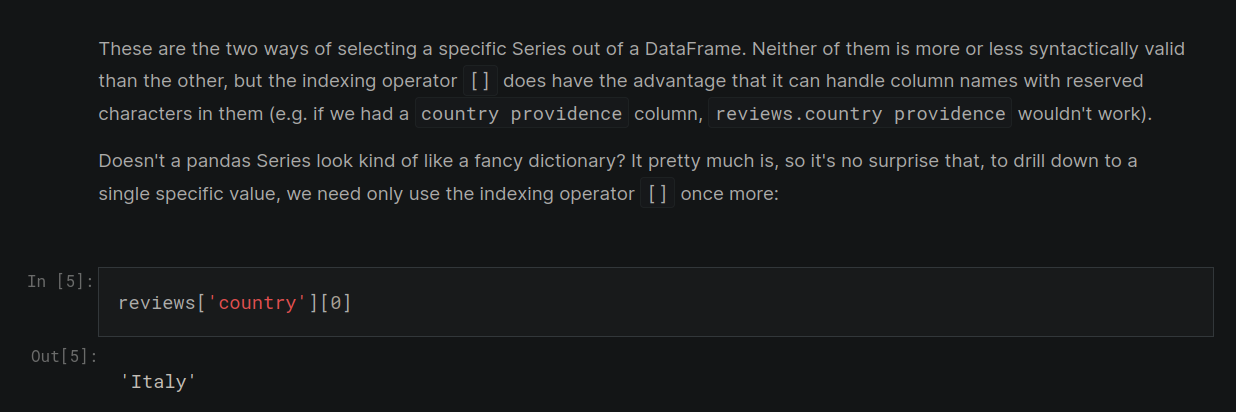 These are the two ways of selecting a specific Series out of a DataFrame. Neither of them is more or less syntactically valid
than the other, but the indexing operator [] does have the advantage that it can handle column names with reserved
characters in them (e.g. if we had a country providence column, reviews.country providence wouldn't work).
Doesn't a pandas Series look kind of like a fancy dictionary? It pretty much is, so it's no surprise that, to drill down to a
single specific value, we need only use the indexing operator [] once more:
In [5]:
reviews['country'][0]
Out[5]:
'Italy'